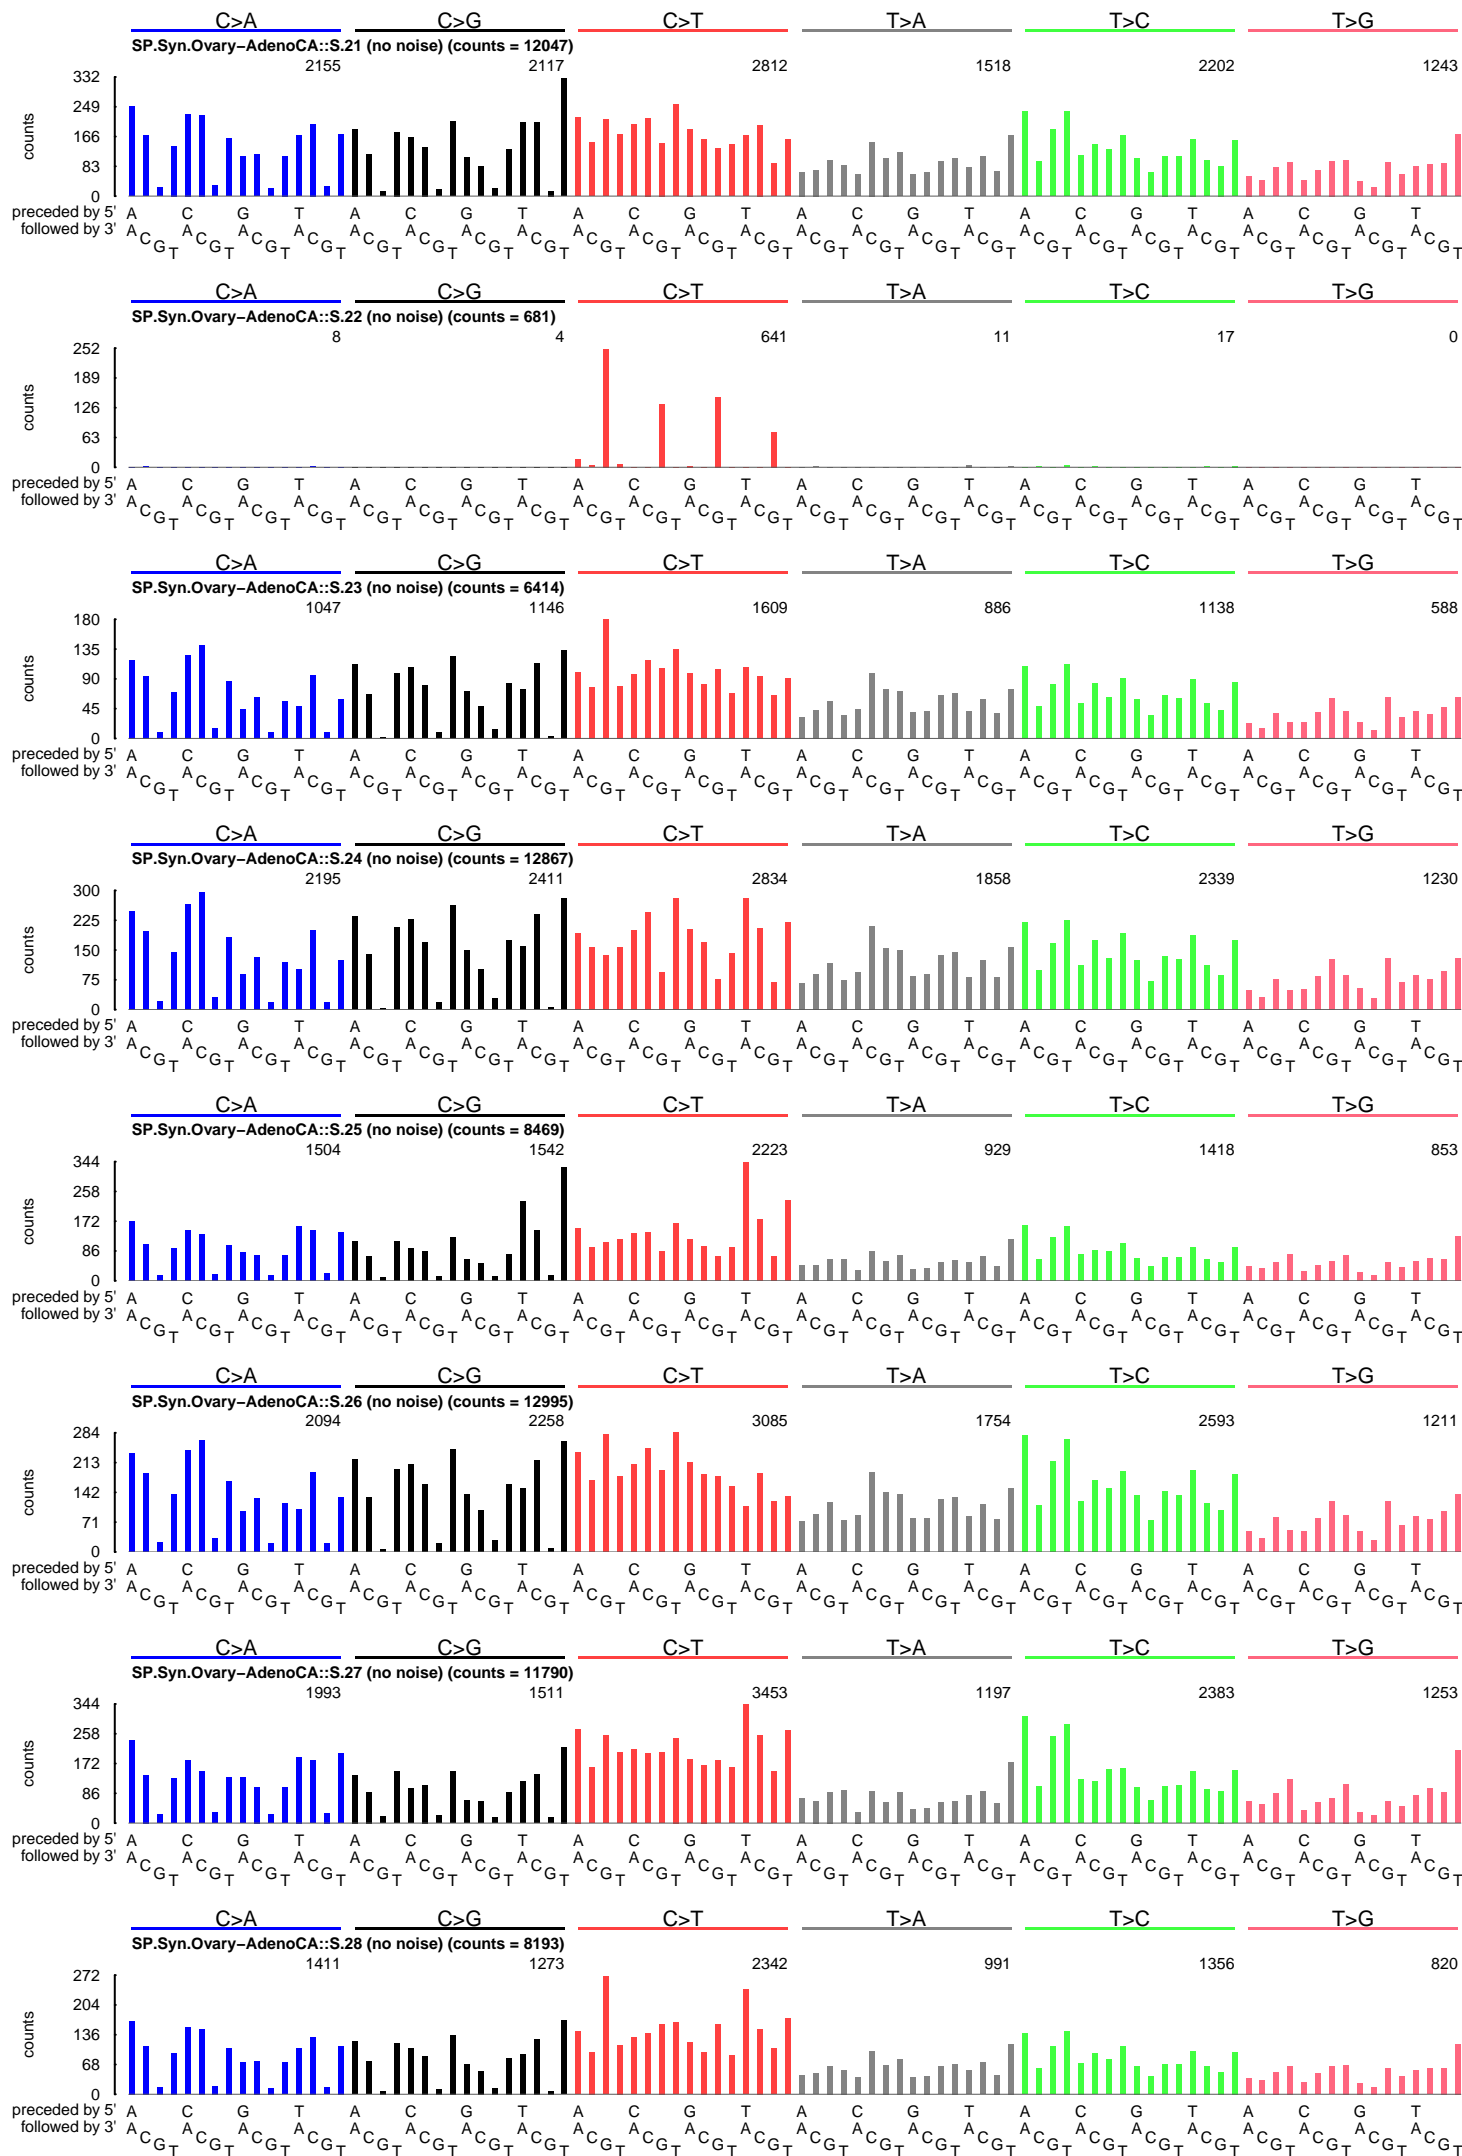 C>A C>G C>T T>A T>C T>G
SP.Syn.Ovary−AdenoCA::S.21 (no noise) (counts = 12047)
2155 2117 2812 1518 2202 1243
332
249
166
83
0
counts
preceded by 5' A C G T A C G T A C G T A C G T A C G T A C G T
followed by 3' A C G T A C G T A C G T A C G T A C G T A C G T A C G T A C G T A C G T A C G T A C G T A C G T A C G T A C G T A C G T A C G T A C G T A C G T A C G T A C G T A C G T A C G T A C G T A C G T
C>A C>G C>T T>A T>C T>G
SP.Syn.Ovary−AdenoCA::S.22 (no noise) (counts = 681)
8 4 641 11 17 0
252
189
126
63
0
counts
preceded by 5' A C G T A C G T A C G T A C G T A C G T A C G T
followed by 3' A C G T A C G T A C G T A C G T A C G T A C G T A C G T A C G T A C G T A C G T A C G T A C G T A C G T A C G T A C G T A C G T A C G T A C G T A C G T A C G T A C G T A C G T A C G T A C G T
C>A C>G C>T T>A T>C T>G
SP.Syn.Ovary−AdenoCA::S.23 (no noise) (counts = 6414)
1047 1146 1609 886 1138 588
180
135
90
45
0
counts
preceded by 5' A C G T A C G T A C G T A C G T A C G T A C G T
followed by 3' A C G T A C G T A C G T A C G T A C G T A C G T A C G T A C G T A C G T A C G T A C G T A C G T A C G T A C G T A C G T A C G T A C G T A C G T A C G T A C G T A C G T A C G T A C G T A C G T
C>A C>G C>T T>A T>C T>G
SP.Syn.Ovary−AdenoCA::S.24 (no noise) (counts = 12867)
2195 2411 2834 1858 2339 1230
300
225
150
75
0
counts
preceded by 5' A C G T A C G T A C G T A C G T A C G T A C G T
followed by 3' A C G T A C G T A C G T A C G T A C G T A C G T A C G T A C G T A C G T A C G T A C G T A C G T A C G T A C G T A C G T A C G T A C G T A C G T A C G T A C G T A C G T A C G T A C G T A C G T
C>A C>G C>T T>A T>C T>G
SP.Syn.Ovary−AdenoCA::S.25 (no noise) (counts = 8469)
1504 1542 2223 929 1418 853
344
258
172
86
0
counts
preceded by 5' A C G T A C G T A C G T A C G T A C G T A C G T
followed by 3' A C G T A C G T A C G T A C G T A C G T A C G T A C G T A C G T A C G T A C G T A C G T A C G T A C G T A C G T A C G T A C G T A C G T A C G T A C G T A C G T A C G T A C G T A C G T A C G T
C>A C>G C>T T>A T>C T>G
SP.Syn.Ovary−AdenoCA::S.26 (no noise) (counts = 12995)
2094 2258 3085 1754 2593 1211
284
213
142
71
0
counts
preceded by 5' A C G T A C G T A C G T A C G T A C G T A C G T
followed by 3' A C G T A C G T A C G T A C G T A C G T A C G T A C G T A C G T A C G T A C G T A C G T A C G T A C G T A C G T A C G T A C G T A C G T A C G T A C G T A C G T A C G T A C G T A C G T A C G T
C>A C>G C>T T>A T>C T>G
SP.Syn.Ovary−AdenoCA::S.27 (no noise) (counts = 11790)
1993 1511 3453 1197 2383 1253
344
258
172
86
0
counts
preceded by 5' A C G T A C G T A C G T A C G T A C G T A C G T
followed by 3' A C G T A C G T A C G T A C G T A C G T A C G T A C G T A C G T A C G T A C G T A C G T A C G T A C G T A C G T A C G T A C G T A C G T A C G T A C G T A C G T A C G T A C G T A C G T A C G T
C>A C>G C>T T>A T>C T>G
SP.Syn.Ovary−AdenoCA::S.28 (no noise) (counts = 8193)
1411 1273 2342 991 1356 820
272
204
136
68
0
counts
preceded by 5' A C G T A C G T A C G T A C G T A C G T A C G T
followed by 3' A C G T A C G T A C G T A C G T A C G T A C G T A C G T A C G T A C G T A C G T A C G T A C G T A C G T A C G T A C G T A C G T A C G T A C G T A C G T A C G T A C G T A C G T A C G T A C G T